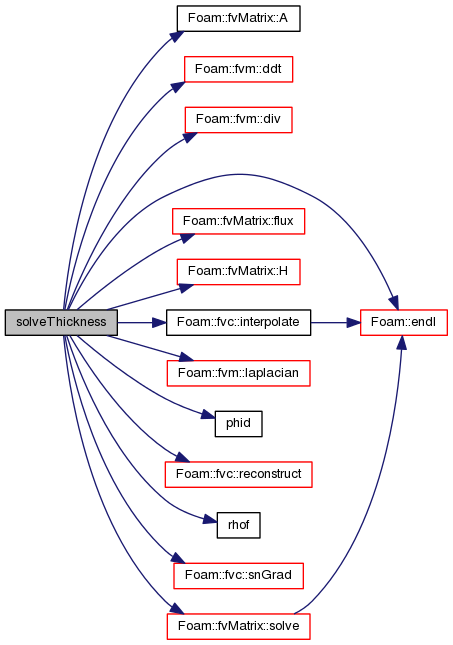 Foam::fvMatrix::A
Foam::fvm::ddt
Foam::fvm::div
Foam::fvMatrix::flux
Foam::fvMatrix::H
solveThickness
Foam::fvc::interpolate
Foam::endl
Foam::fvm::laplacian
phid
Foam::fvc::reconstruct
rhof
Foam::fvc::snGrad
Foam::fvMatrix::solve